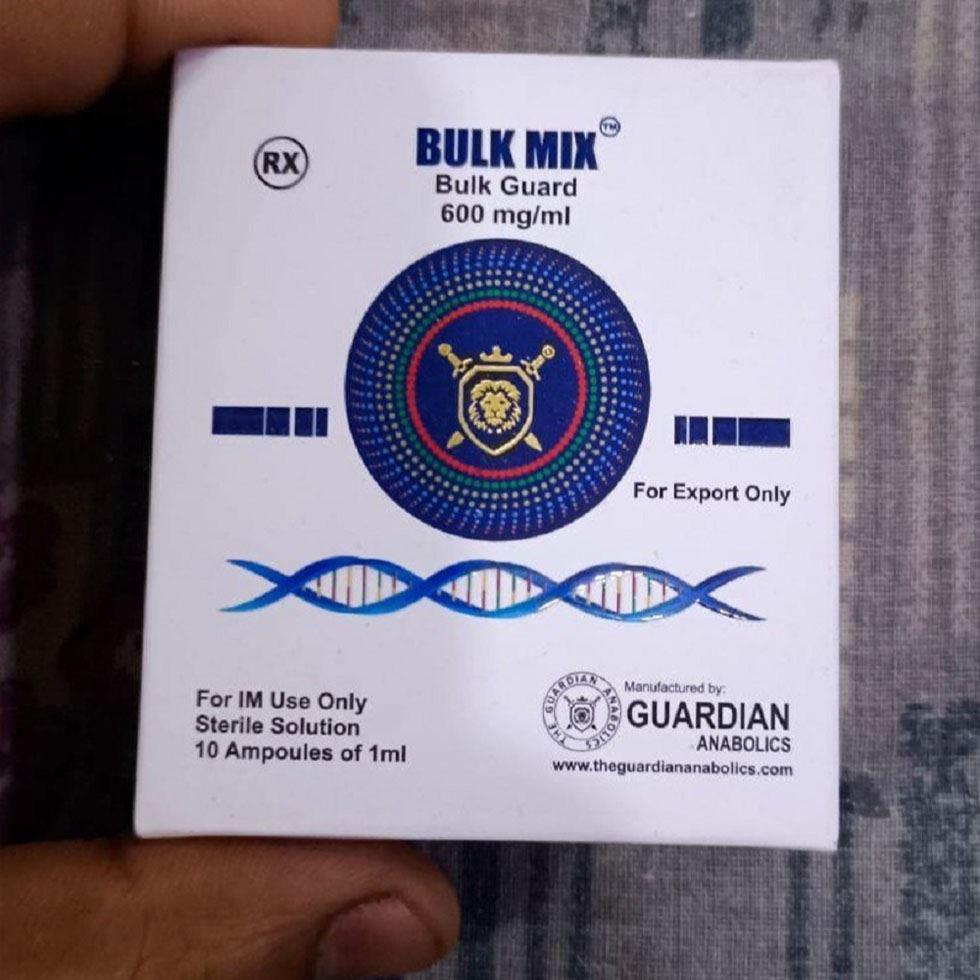 RX
BULK MIX™
Bulk Guard
600 mg/ml
For Export Only
For IM Use Only
Sterile Solution
10 Ampoules of 1ml
THE GUARDIAN ANABOLICS
Manufactured by:
GUARDIAN
ANABOLICS
www.theguardiananabolics.com